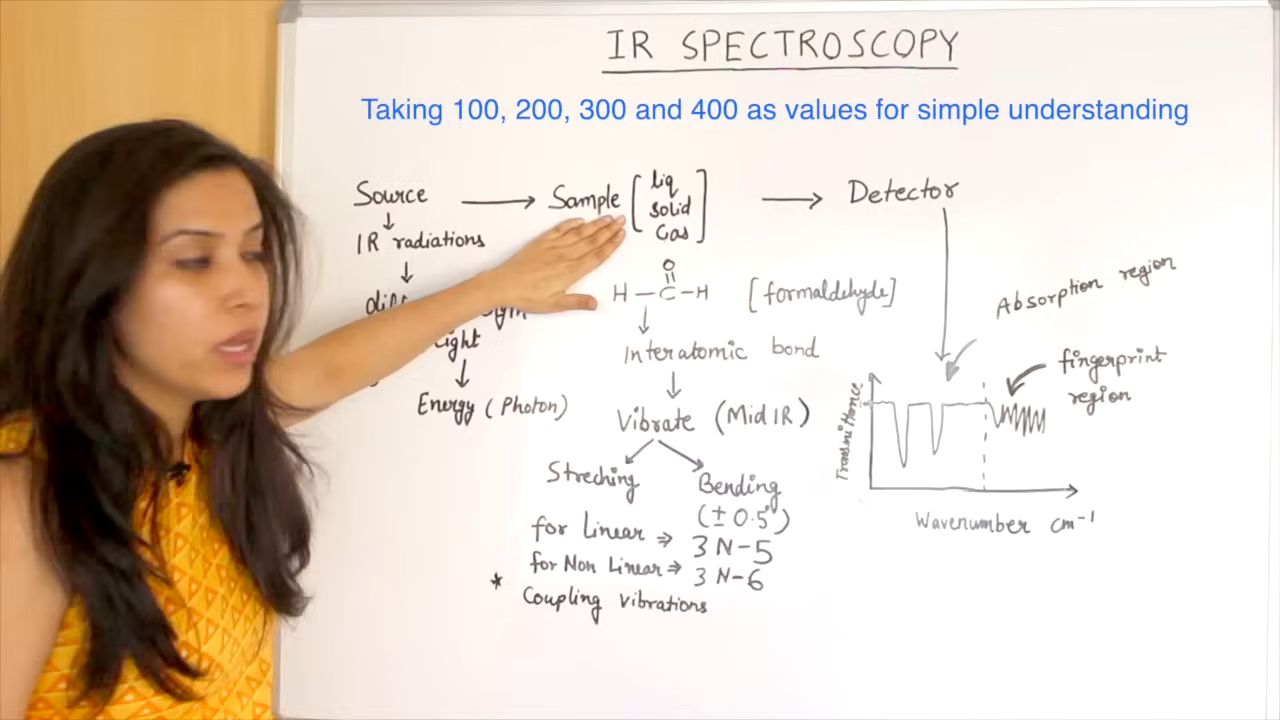 IR SPECTROSCOPY
Taking 100, 200, 300 and 400 as values for simple understanding
Source → Sample [Liq Solid Gas] → Detector
↓
IR radiations
↓
Light
↓
Energy (Photon)
O
||
H – C – H [formaldehyde]
↓
Interatomic bond
↓
Vibrate (Mid IR)
Streching
Bending
(± 0.5°)
for Linear ⇒ 3N-5
for Non Linear ⇒ 3N-6
* Coupling vibrations
Absorption region
fingerprint
region
Transmittence
Wavenumber cm⁻¹